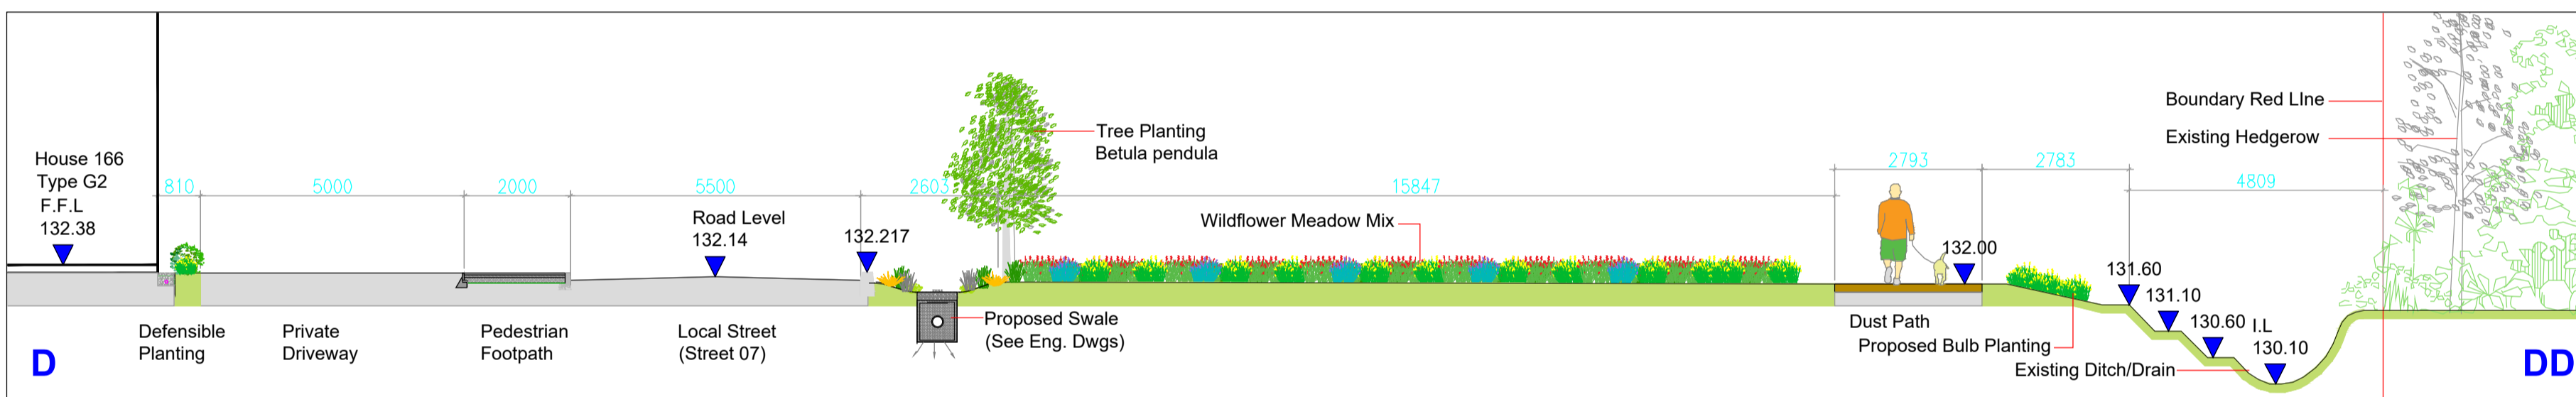 House 166
Type G2
F.F.L
132.38
810
5000
2000
5500
2603
15847
2793
2783
4809
Road Level
132.14
132.217
Tree Planting
Betula pendula
Wildflower Meadow Mix
132.00
131.60
131.10
130.60
I.L
130.10
Boundary Red LIne
Existing Hedgerow
Defensible
Planting
Private
Driveway
Pedestrian
Footpath
Local Street
(Street 07)
Proposed Swale
(See Eng. Dwgs)
Dust Path
Proposed Bulb Planting
Existing Ditch/Drain
D
DD